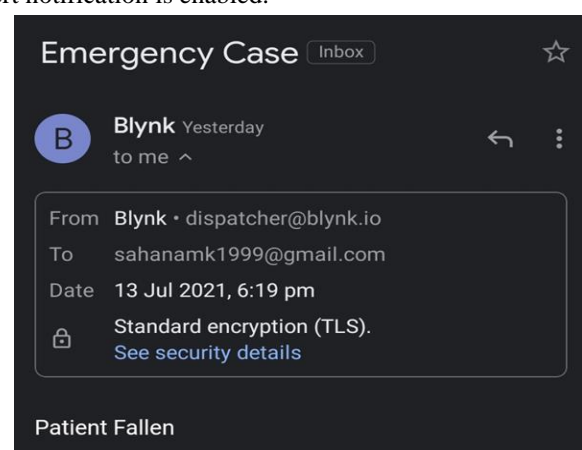 rt notification is enabled.
Emergency Case Inbox
B
Blynk Yesterday
to me
From Blynk • dispatcher@blynk.io
To sahanamk1999@gmail.com
Date 13 Jul 2021, 6:19 pm
Standard encryption (TLS).
See security details
Patient Fallen